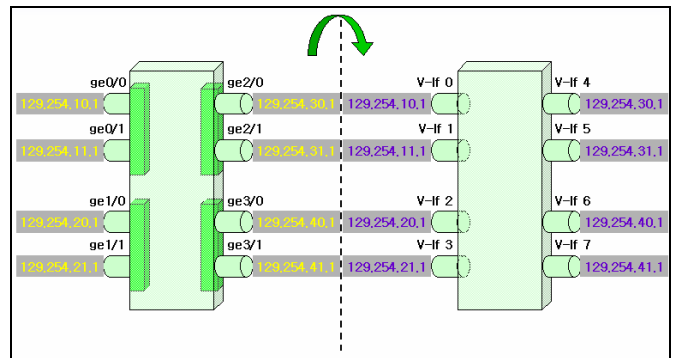 ge0/0 ge2/0 V-If 0 V-If 4
129.254.10.1 129.254.30.1 129.254.10.1 129.254.30.1
ge0/1 ge2/1 V-If 1 V-If 5
129.254.11.1 129.254.31.1 129.254.11.1 129.254.31.1
ge1/0 ge3/0 V-If 2 V-If 6
129.254.20.1 129.254.40.1 129.254.20.1 129.254.40.1
ge1/1 ge3/1 V-If 3 V-If 7
129.254.21.1 129.254.41.1 129.254.21.1 129.254.41.1